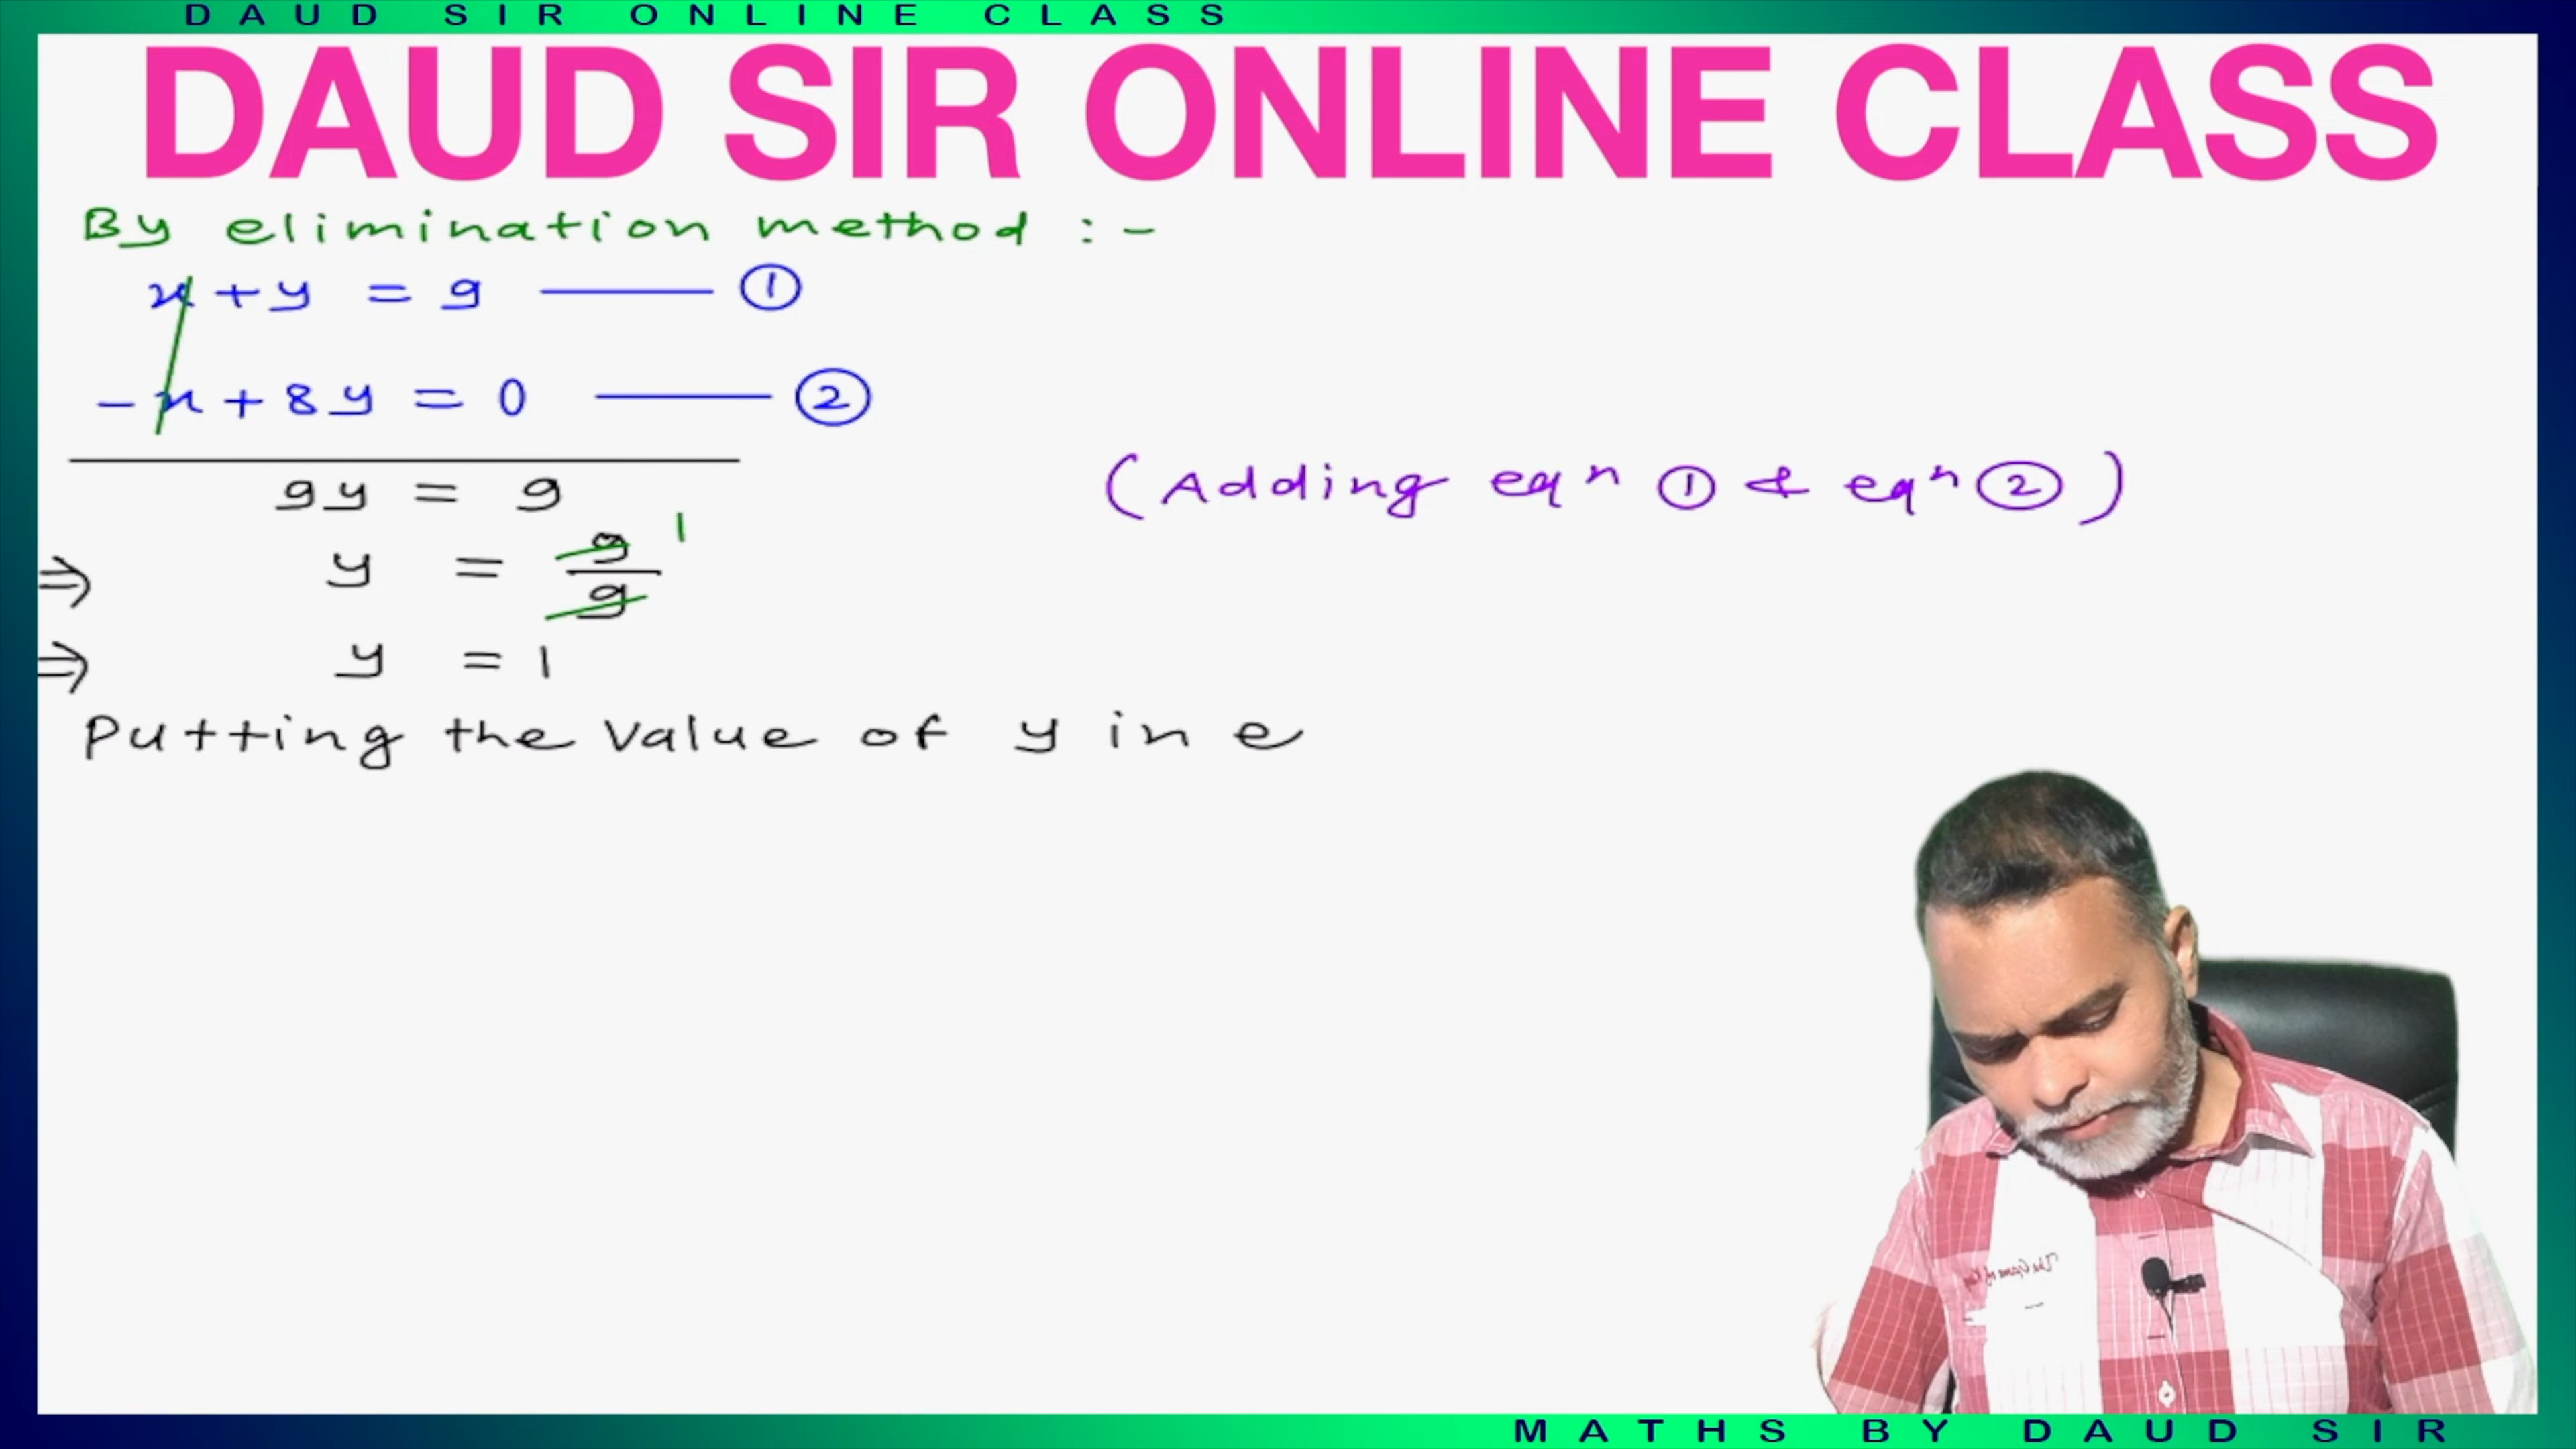 DAUD SIR ONLINE CLASS
DAUD SIR ONLINE CLASS
By elimination method :-
x + y = 9 —— ①
-x + 8y = 0 —— ②
9y = 9 (Adding eqn ① & eqn ②)
⇒ y = 9/9 1
⇒ y = 1
Putting the value of y in e
MATHS BY DAUD SIR